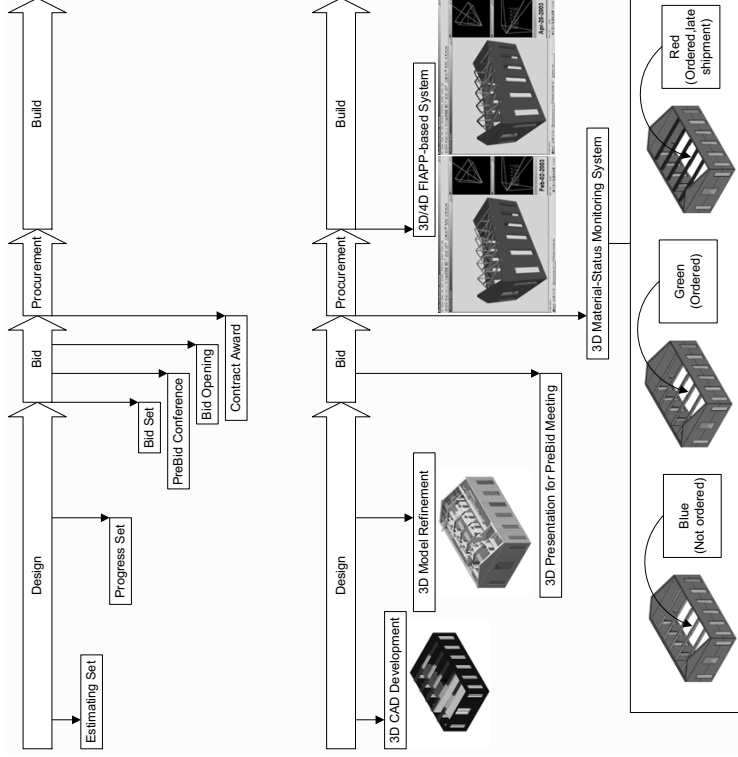 Design
Bid
Procurement
Build
Estimating Set
Progress Set
Bid Set
PreBid Conference
Bid Opening
Contract Award
Design
Bid
Procurement
Build
3D CAD Development
3D Model Refinement
3D Presentation for PreBid Meeting
3D/4D FIAPP-based System
Feb-02-2003
Apr-28-2003
3D Material-Status Monitoring System
Blue
(Not ordered)
Green
(Ordered)
Red
(Ordered,late
shipment)